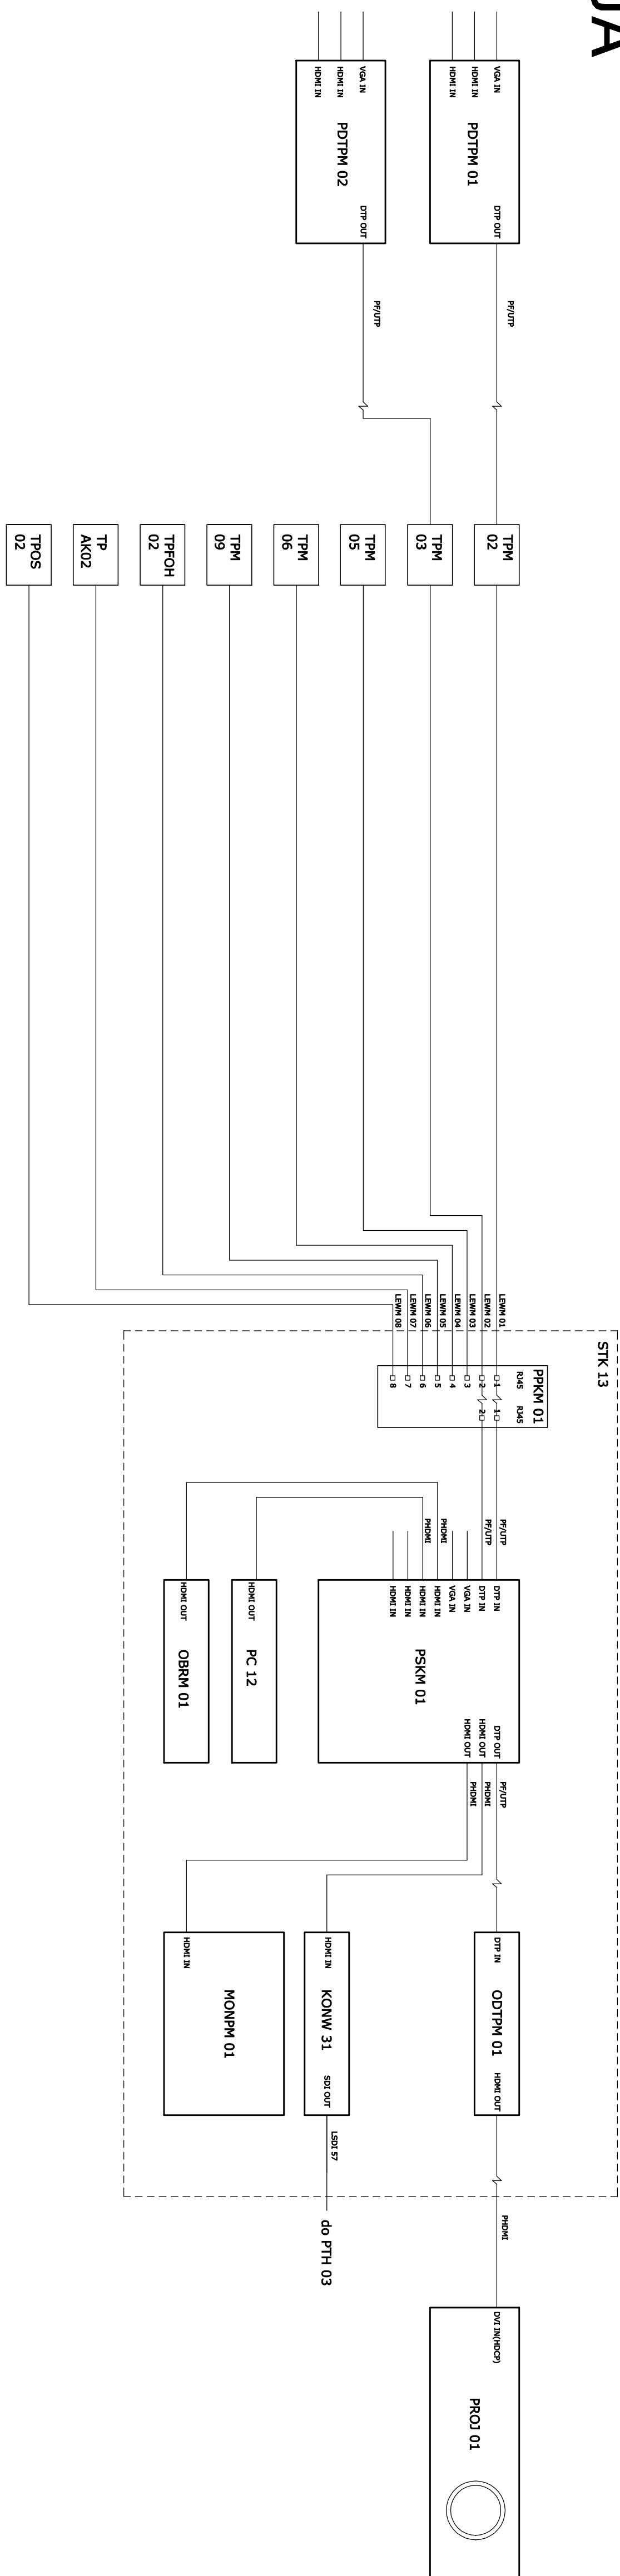 JA
VGA IN
HDMI IN
HDMI IN
PDTPM 01
DTP OUT
PF/UTP
VGA IN
HDMI IN
HDMI IN
PDTPM 02
DTP OUT
PF/UTP
TPM
02
TPM
03
TPM
05
TPM
06
TPM
09
TPFOH
02
TP
AK02
TPOS
02
LEWM 01
LEWM 02
LEWM 03
LEWM 04
LEWM 05
LEWM 06
LEWM 07
LEWM 08
STK 13
PPKM 01
RJ45
RJ45
1
2
3
4
5
6
7
8
1
2
PF/UTP
PF/UTP
PHDMI
PHDMI
DTP IN
DTP IN
VGA IN
VGA IN
HDMI IN
HDMI IN
HDMI IN
HDMI IN
PSKM 01
DTP OUT
HDMI OUT
HDMI OUT
HDMI OUT
PC 12
HDMI OUT
OBRM 01
PF/UTP
PHDMI
PHDMI
DTP IN
ODTPM 01
HDMI OUT
HDMI IN
KONW 31
SDI OUT
HDMI IN
MONPM 01
LSDI 57
do PTH 03
PHDMI
DVI IN(HDCP)
PROJ 01